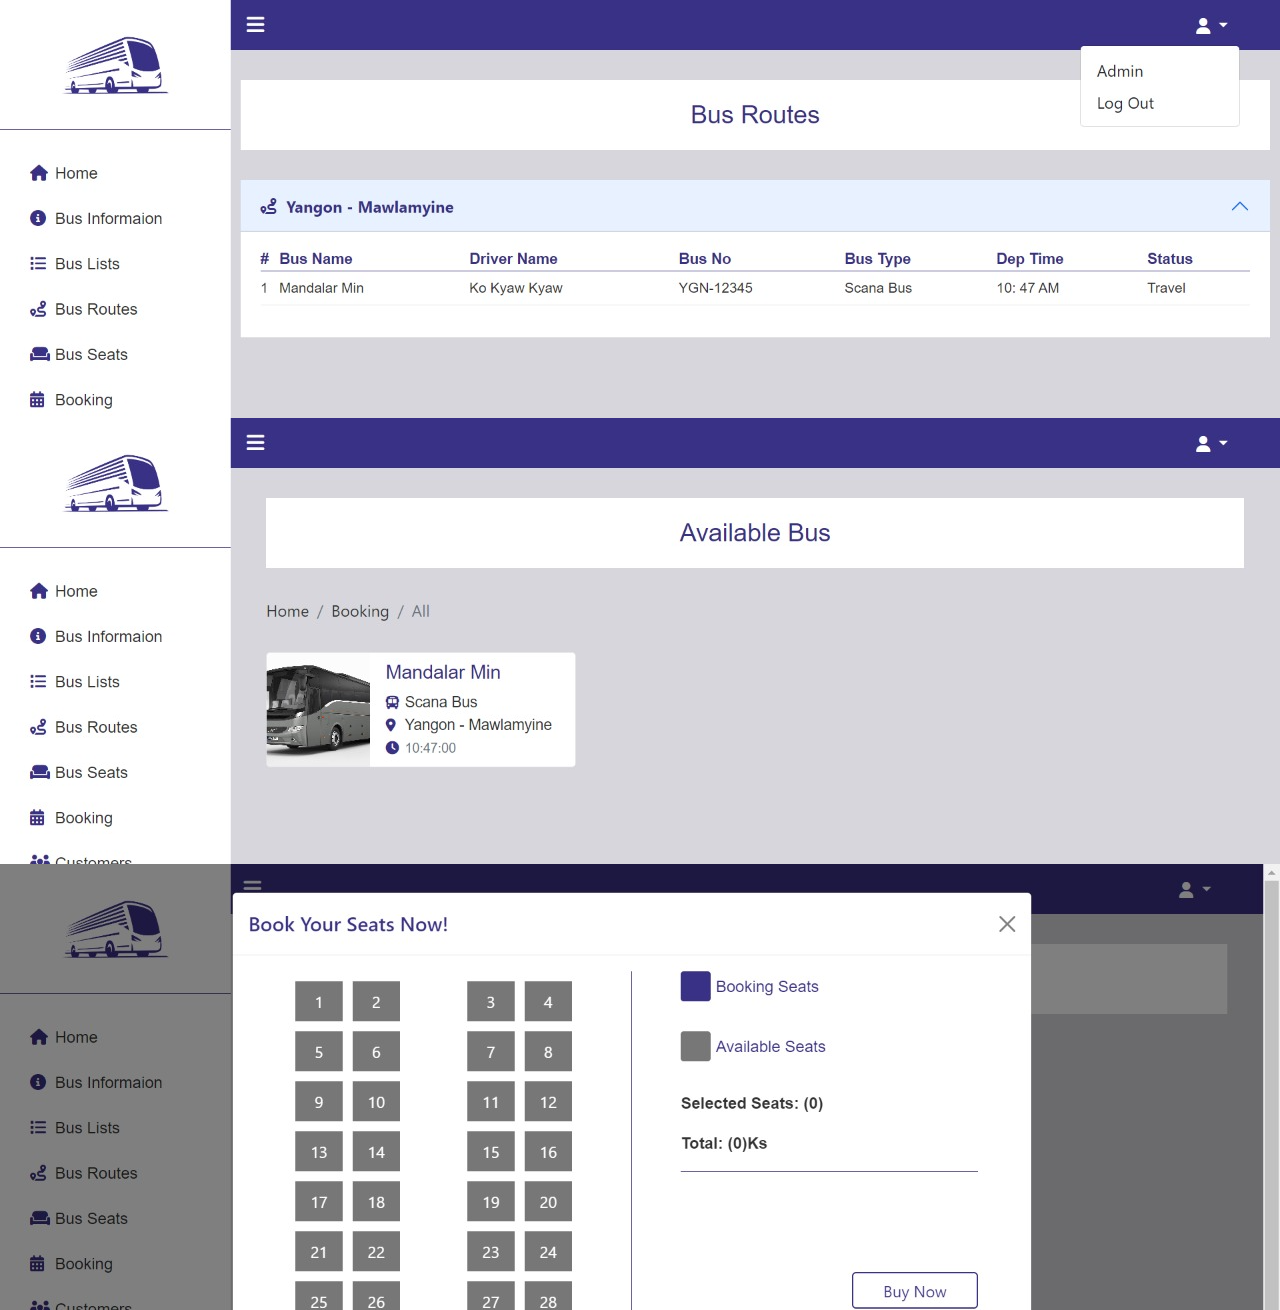 Admin
Log Out
Bus Routes
Home
Bus Informaion
Bus Lists
Bus Routes
Bus Seats
Booking
Yangon - Mawlamyine
# Bus Name Driver Name Bus No Bus Type Dep Time Status
1 Mandalar Min Ko Kyaw Kyaw YGN-12345 Scana Bus 10: 47 AM Travel
Available Bus
Home
Bus Informaion
Bus Lists
Bus Routes
Bus Seats
Booking
Customers
Home / Booking / All
Mandalar Min
Scana Bus
Yangon - Mawlamyine
10:47:00
Home
Bus Informaion
Bus Lists
Bus Routes
Bus Seats
Booking
Customers
Book Your Seats Now!
1 2 3 4
5 6 7 8
9 10 11 12
13 14 15 16
17 18 19 20
21 22 23 24
25 26 27 28
Booking Seats
Available Seats
Selected Seats: (0)
Total: (0)Ks
Buy Now